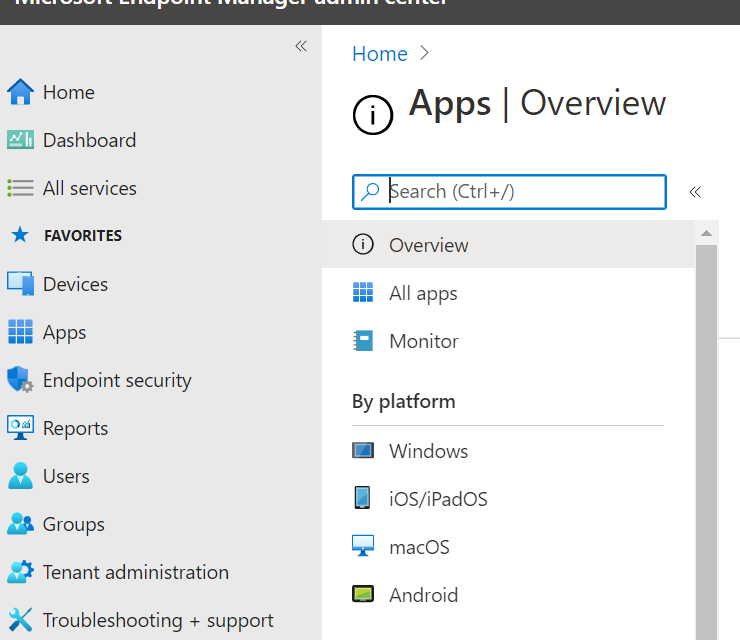 Microsoft Endpoint Manager admin center
Home
Dashboard
All services
FAVORITES
Devices
Apps
Endpoint security
Reports
Users
Groups
Tenant administration
Troubleshooting + support
Home
Apps | Overview
Search (Ctrl+/)
Overview
All apps
Monitor
By platform
Windows
iOS/iPadOS
macOS
Android